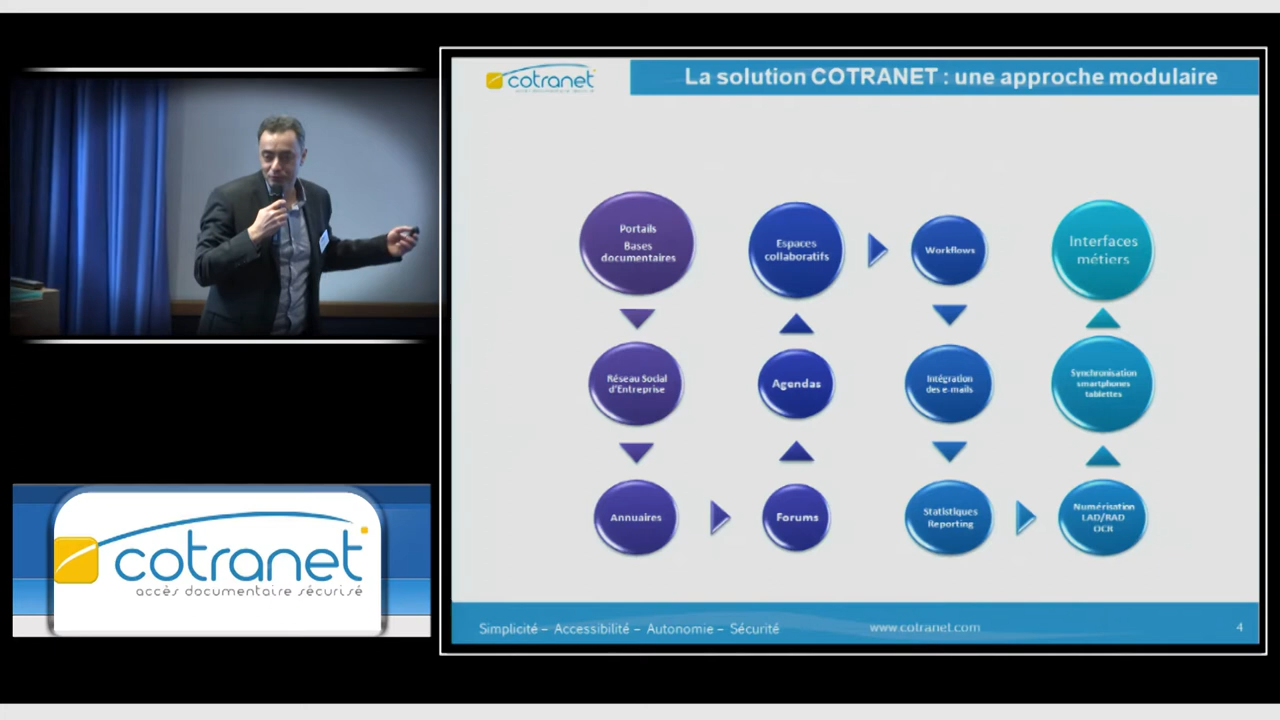 cotranet
La solution COTRANET : une approche modulaire
Portails
Bases
documentaires
Réseau Social
d'Entreprise
Annuaires
Forums
Agendas
Espaces
collaboratifs
Workflows
Intégration
des e-mails
Statistiques
Reporting
Numérisation
LAD/RAD
OCR
Synchronisation
smartphones
tablettes
Interfaces
métiers
Simplicité – Accessibilité – Autonomie – Sécurité
www.cotranet.com
4
cotranet
accès documentaire sécurisé